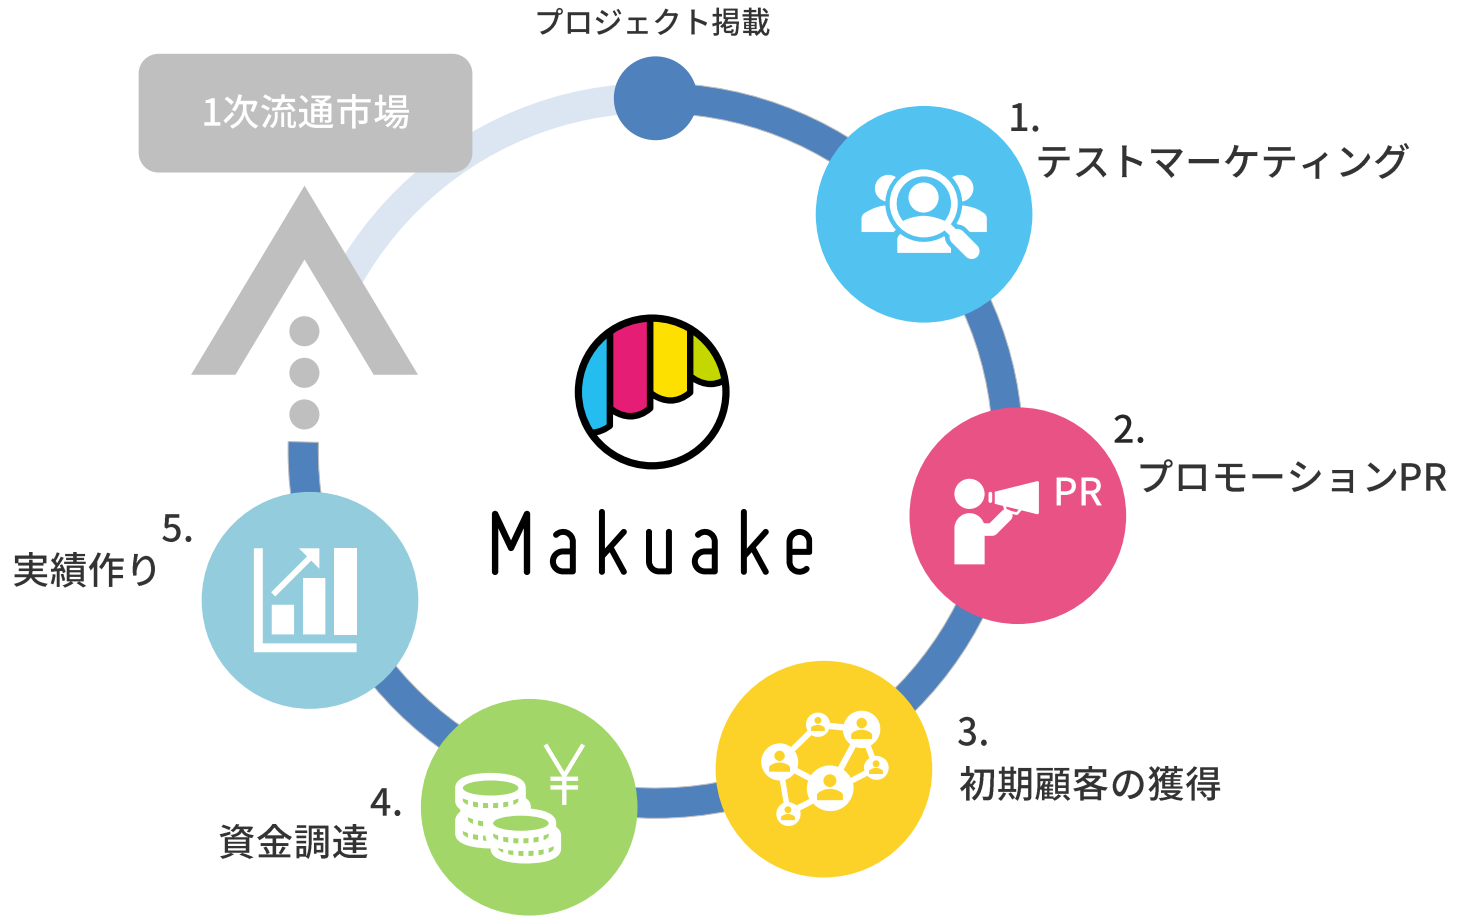 プロジェクト掲載
1次流通市場
1.
テストマーケティング
2.
プロモーションPR
PR
3.
初期顧客の獲得
4.
資金調達
¥
5.
実績作り
Makuake